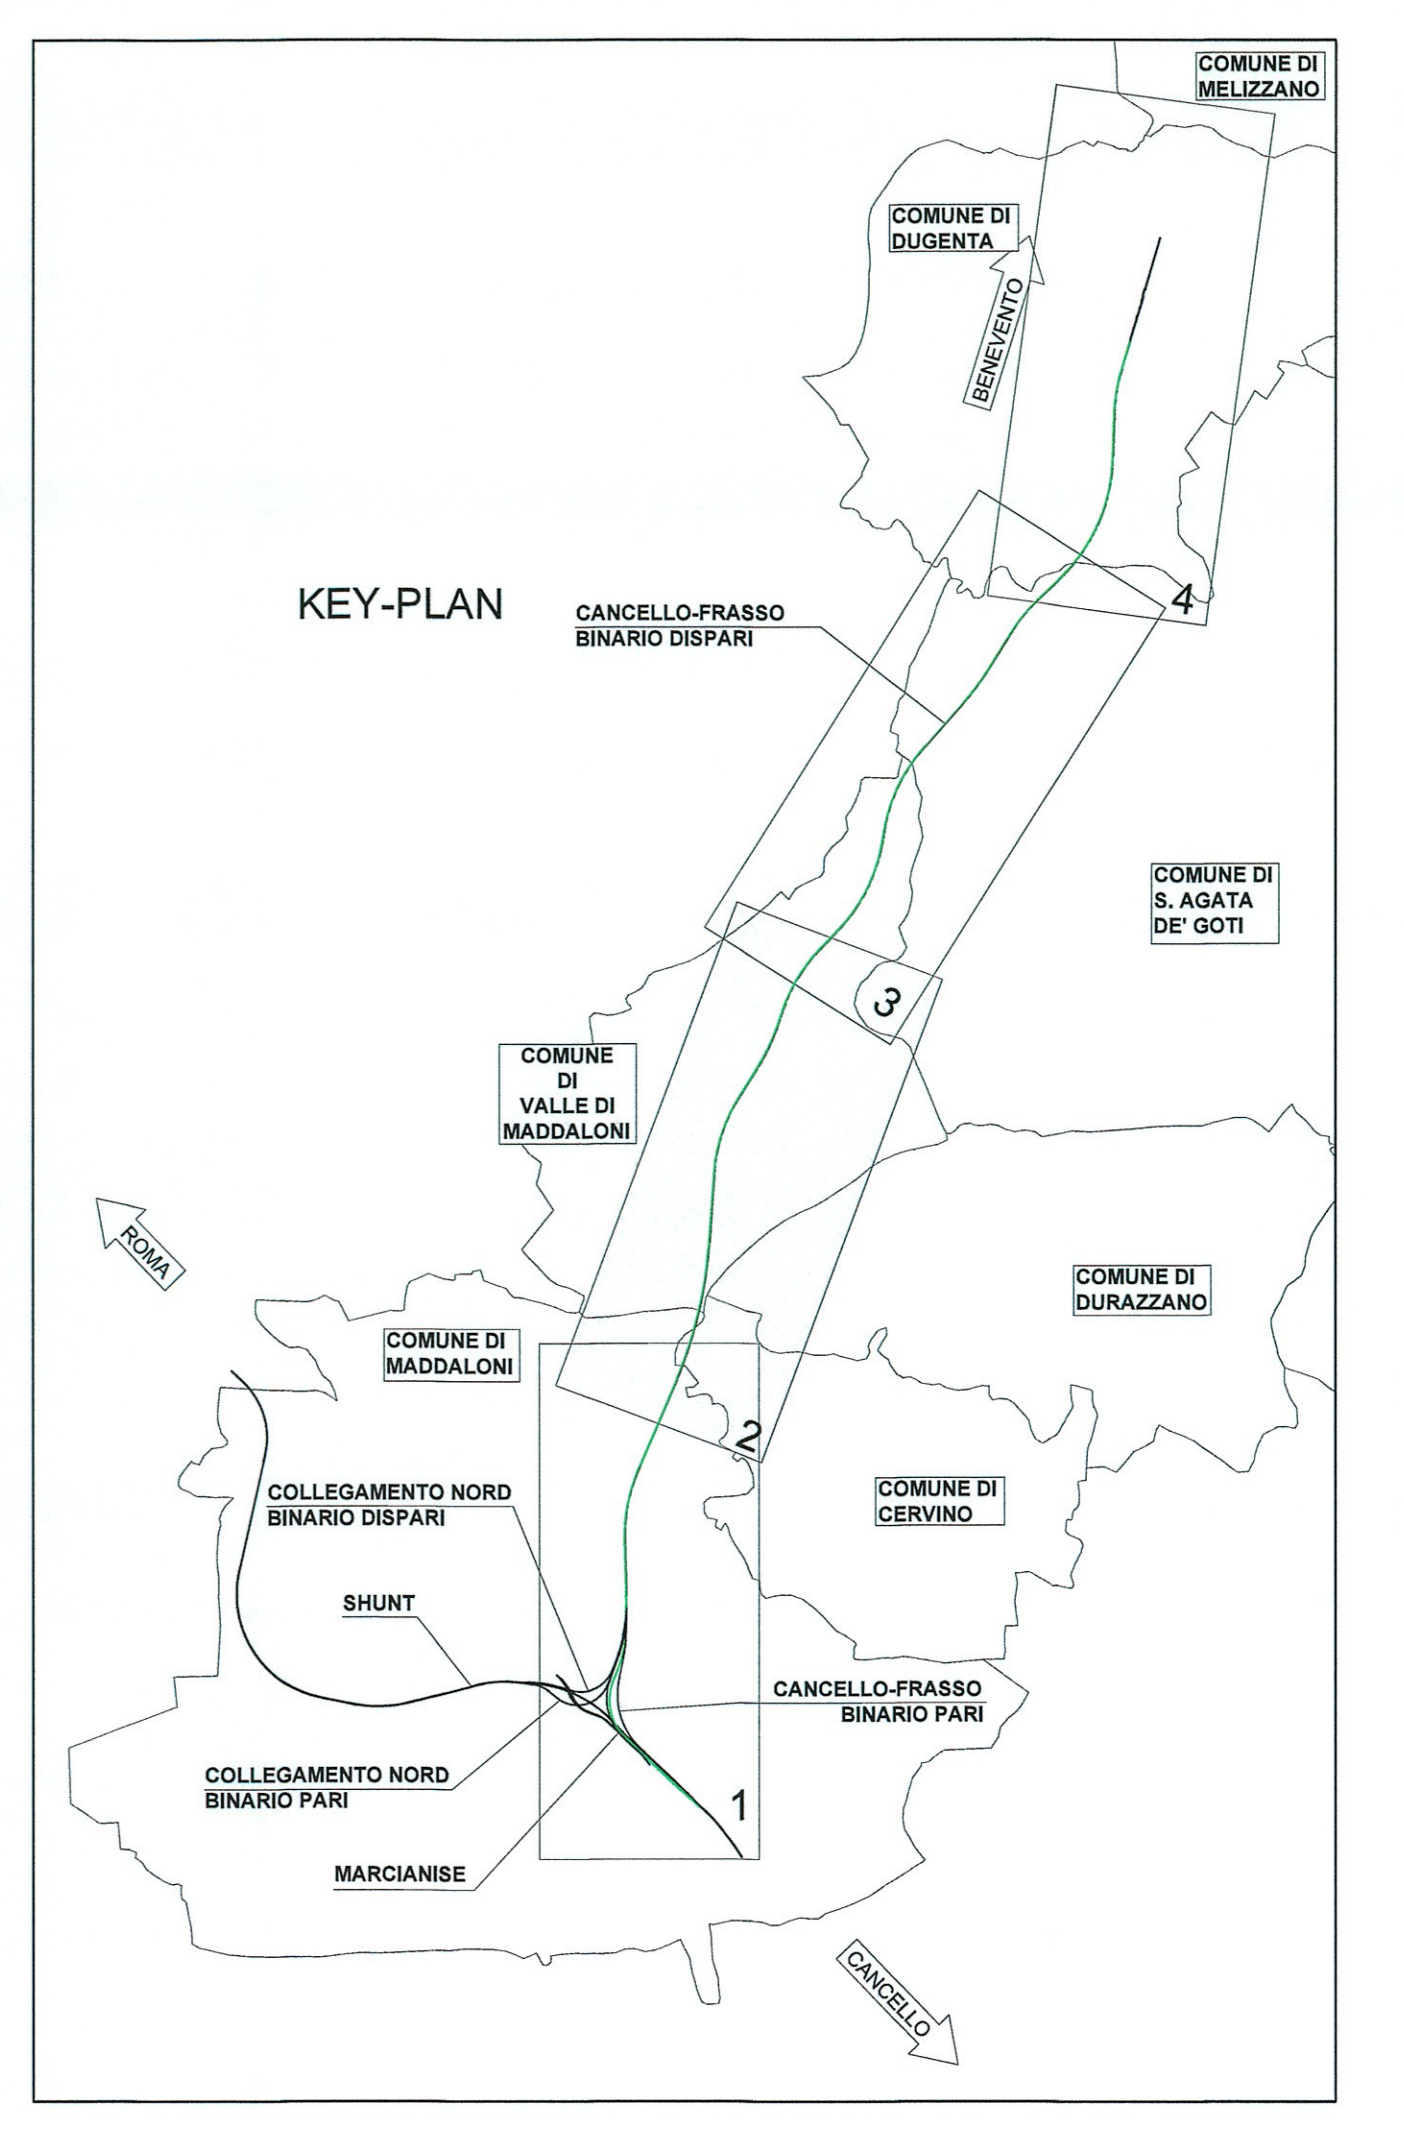 COMUNE DI
MELIZZANO
COMUNE DI
DUGENTA
BENEVENTO
KEY-PLAN
CANCELLO-FRASSO
BINARIO DISPARI
4
COMUNE DI
S. AGATA
DE' GOTI
3
COMUNE
DI
VALLE DI
MADDALONI
ROMA
COMUNE DI
DURAZZANO
COMUNE DI
MADDALONI
2
COLLEGAMENTO NORD
BINARIO DISPARI
COMUNE DI
CERVINO
SHUNT
CANCELLO-FRASSO
BINARIO PARI
COLLEGAMENTO NORD
BINARIO PARI
1
MARCIANISE
CANCELLO